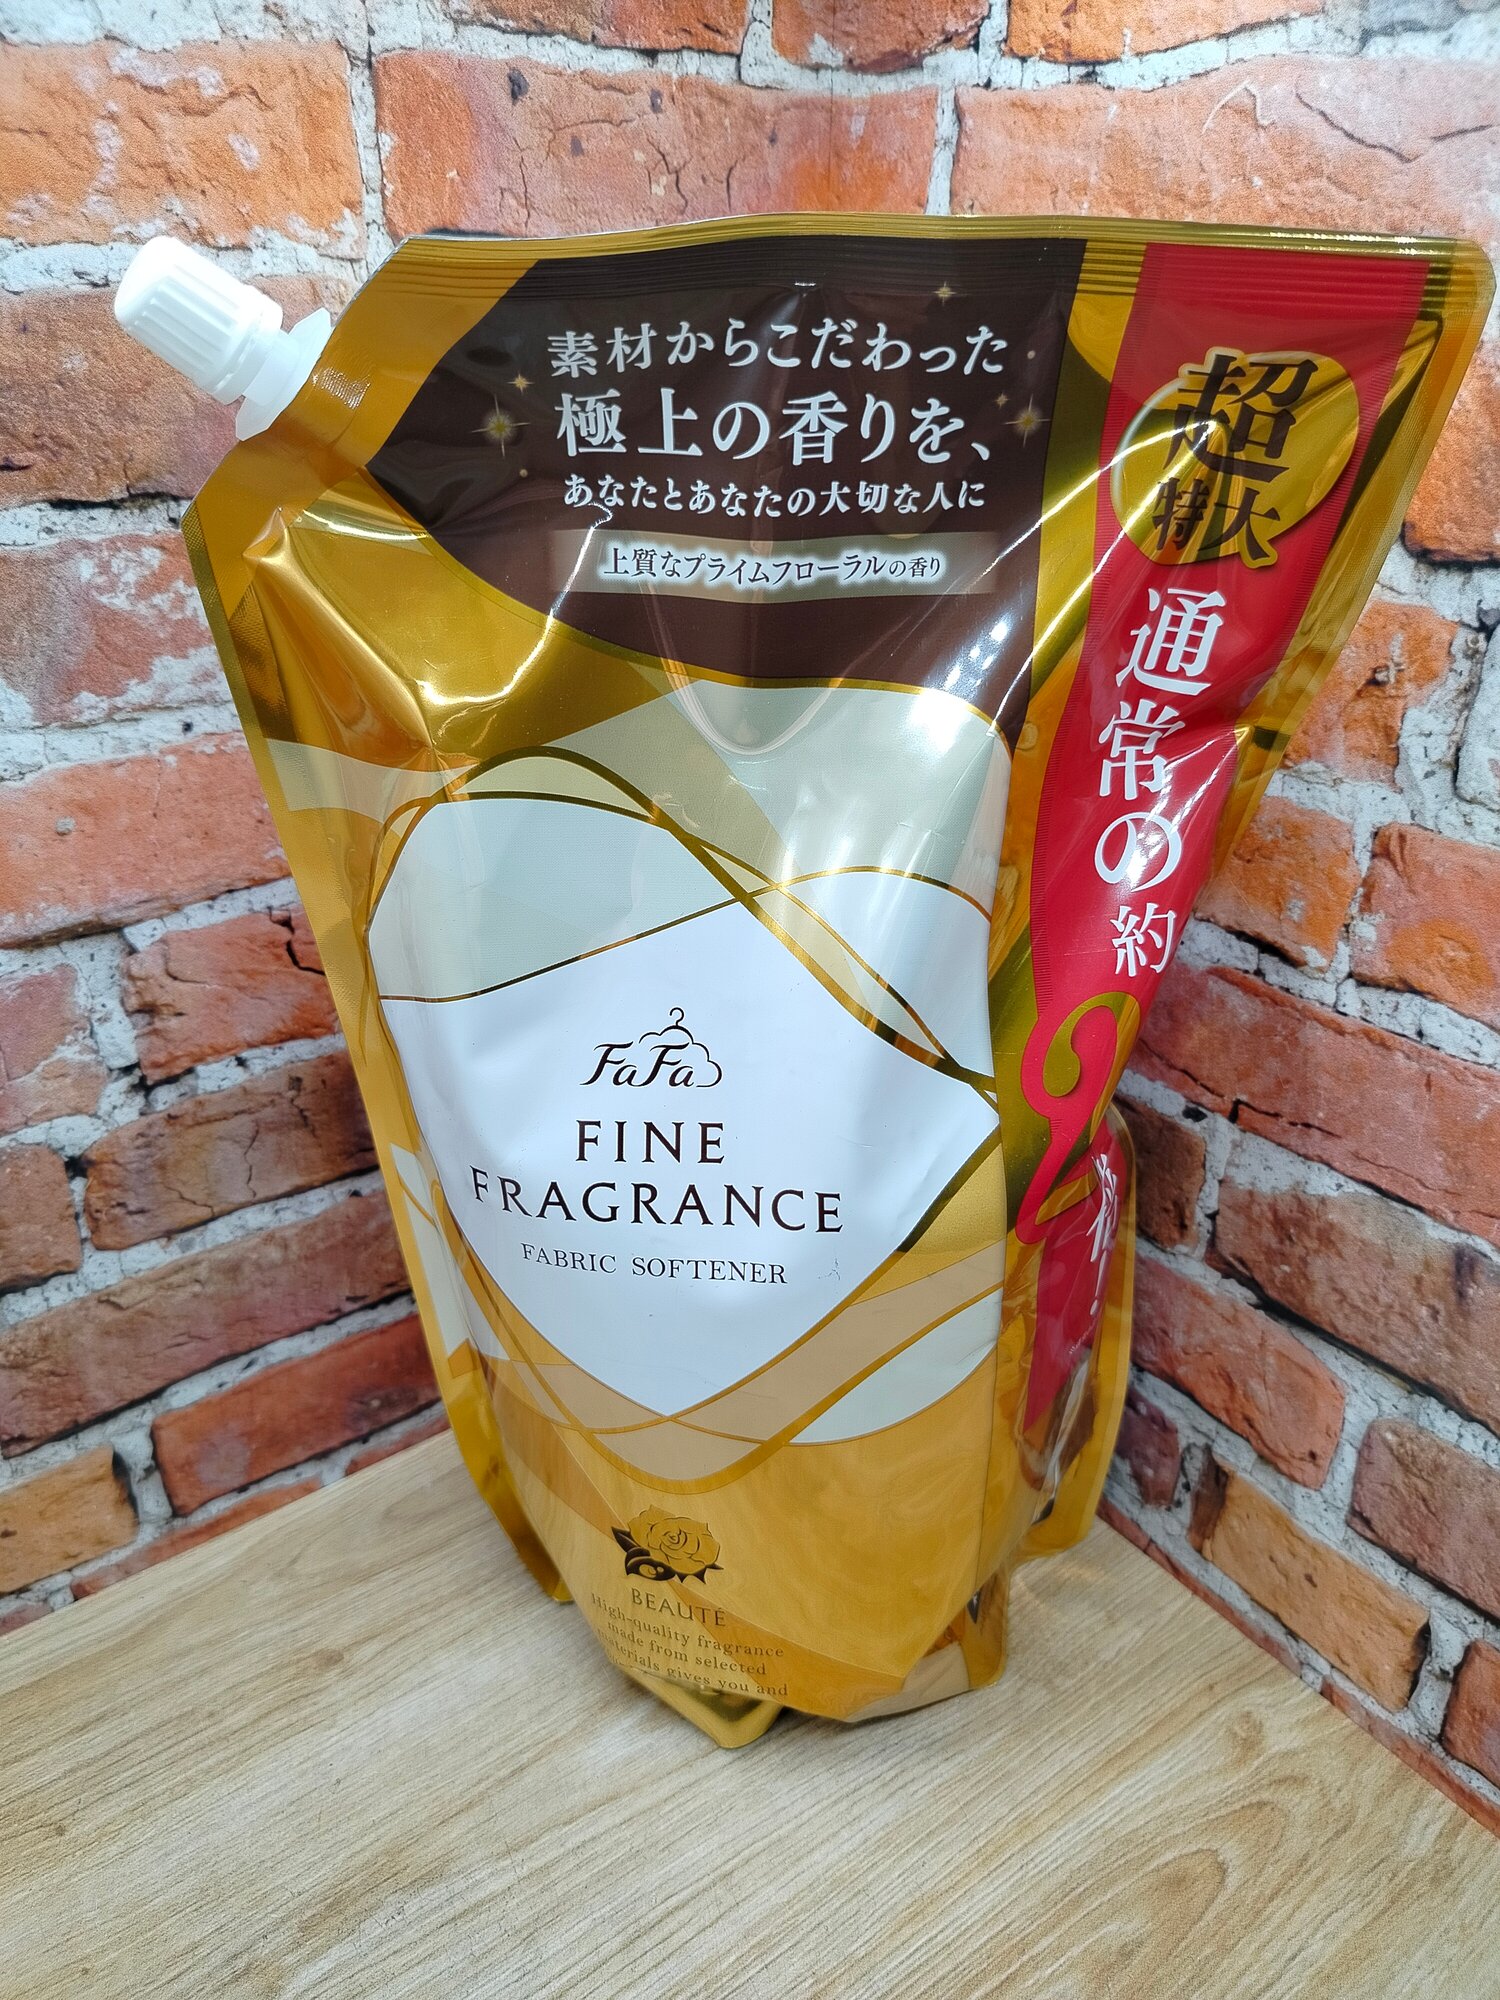 素材からこだわった
極上の香りを、
あなたとあなたの大切な人に
上質なプライムフローラルの香り
超
特大
通常の約
2
FaFa
FINE
FRAGRANCE
FABRIC SOFTENER
BEAUTÉ
High-quality fragrance
made from selected
materials gives you and